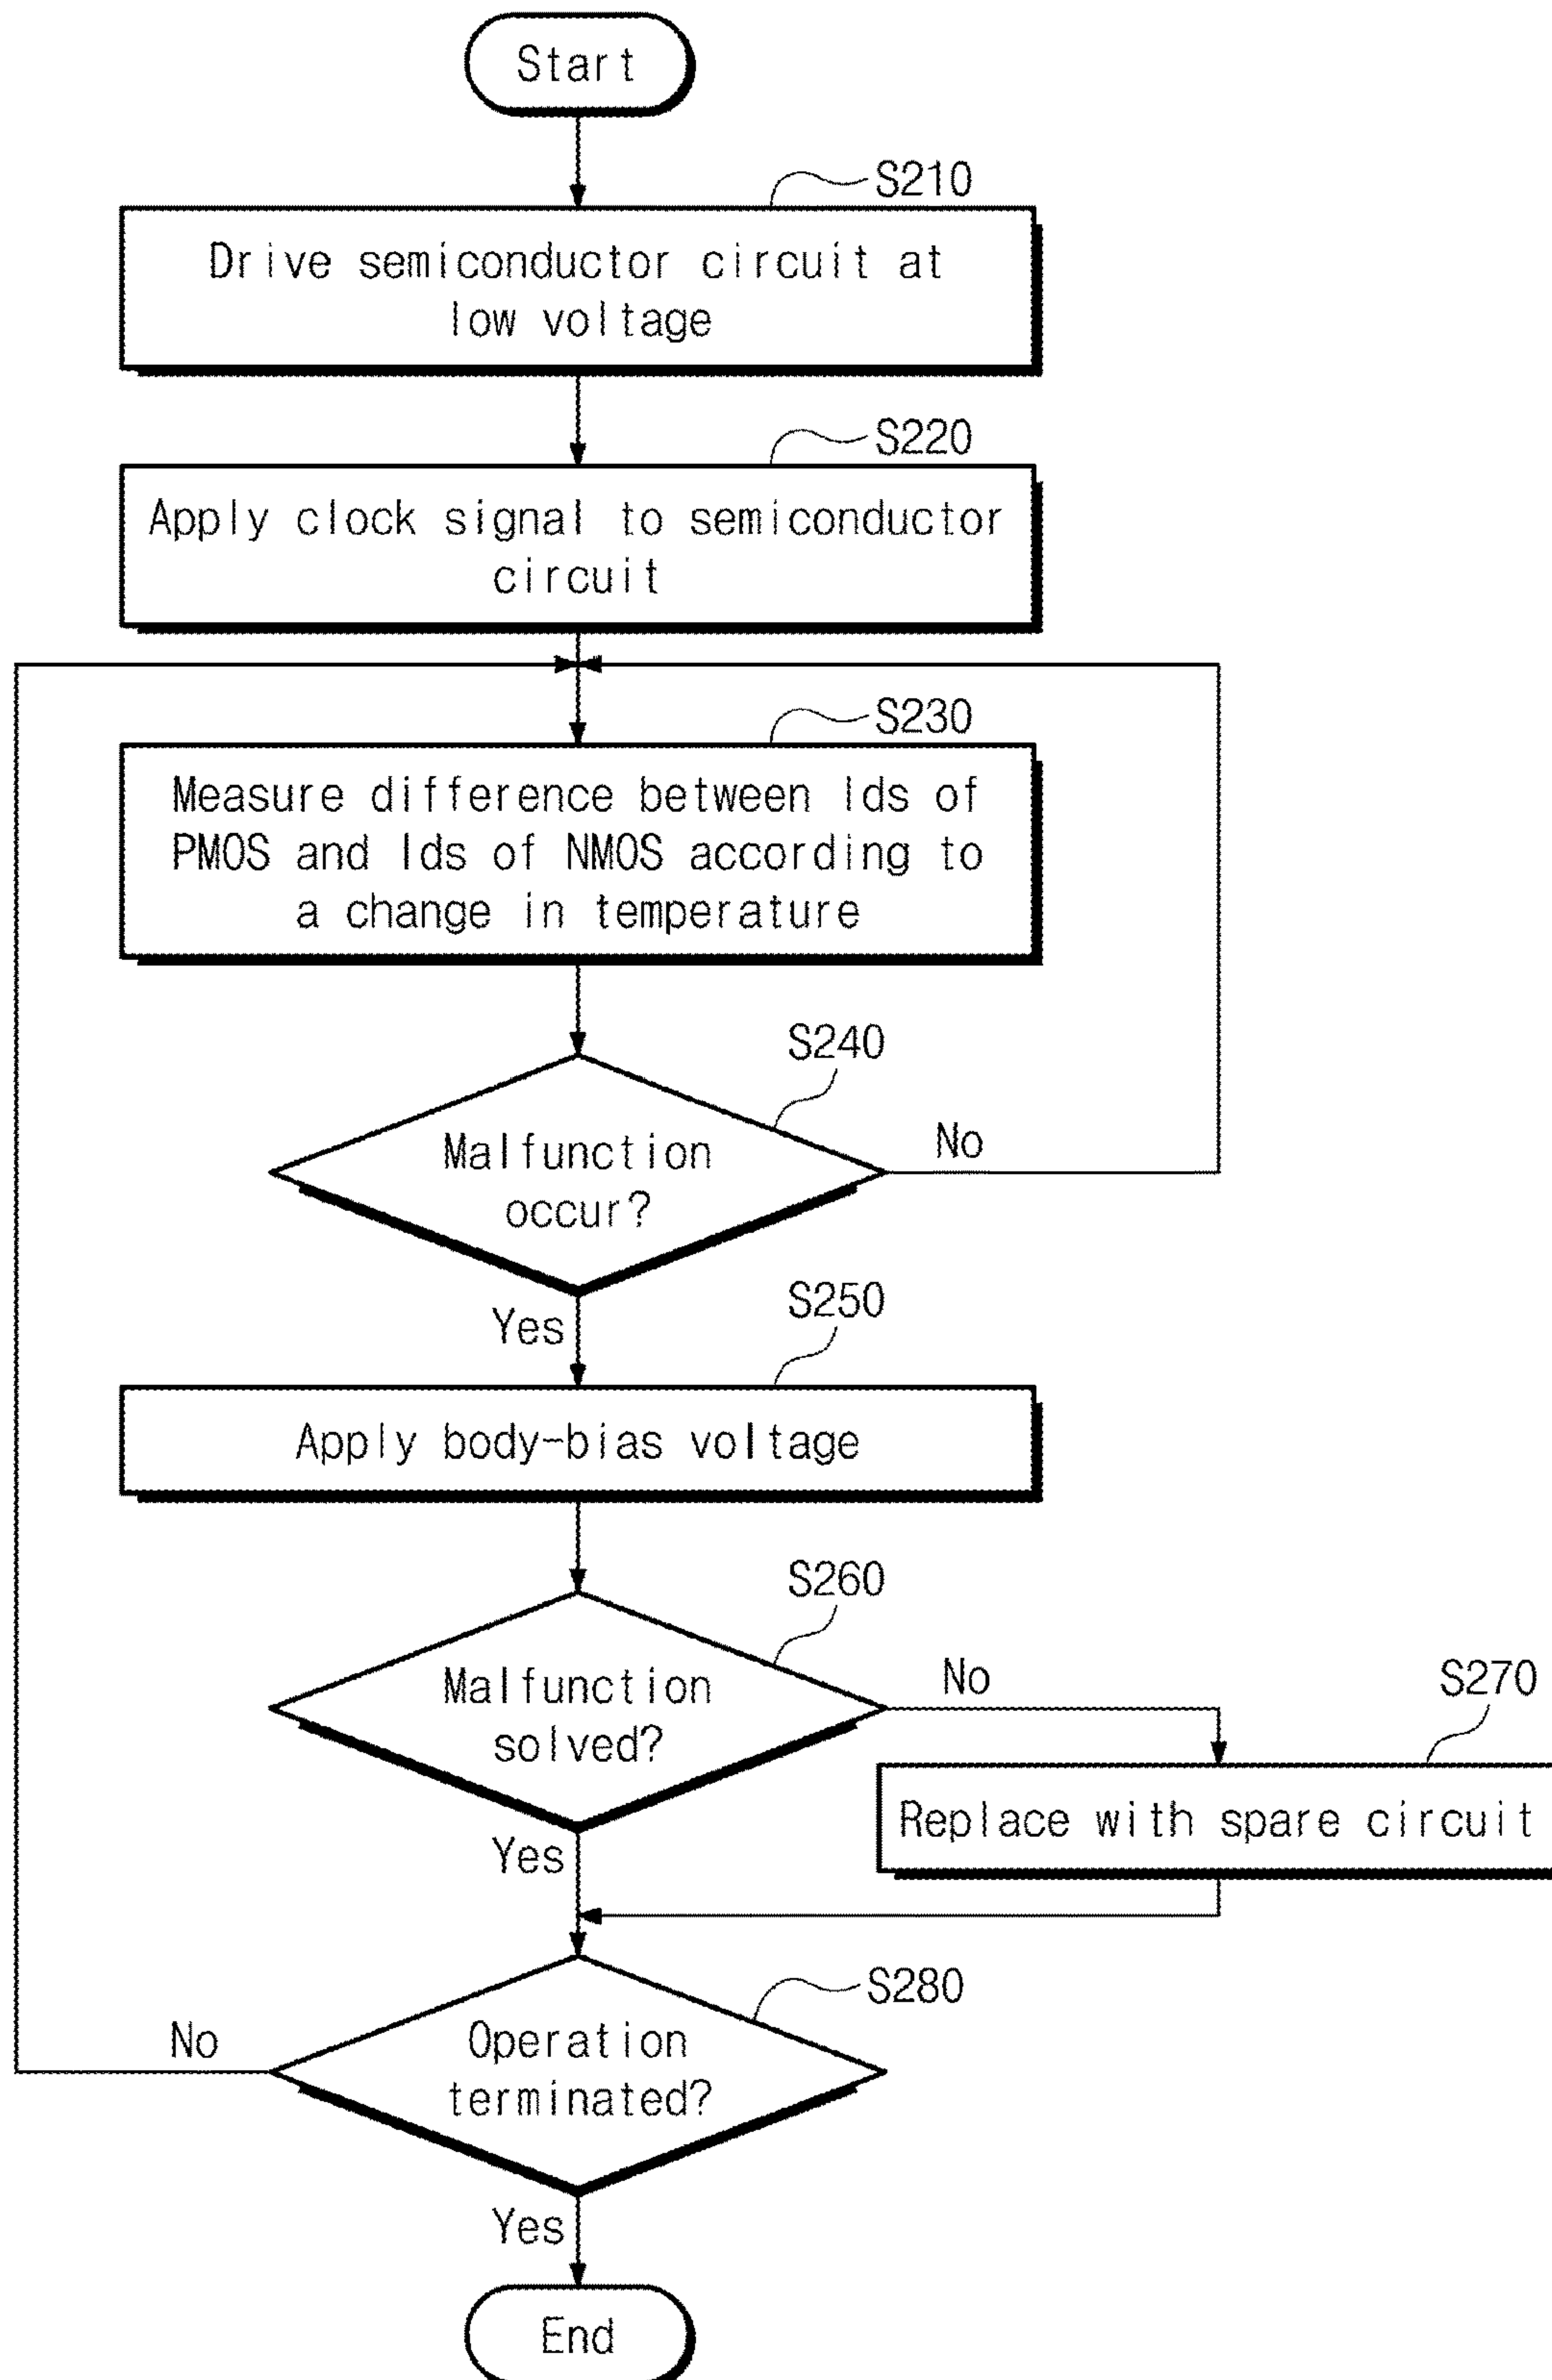 Start
S210
Drive semiconductor circuit at
low voltage
S220
Apply clock signal to semiconductor
circuit
S230
Measure difference between Ids of
PMOS and Ids of NMOS according to
a change in temperature
S240
Malfunction
occur?
No
Yes
S250
Apply body-bias voltage
S260
Malfunction
solved?
No
S270
Replace with spare circuit
Yes
S280
Operation
terminated?
No
Yes
End